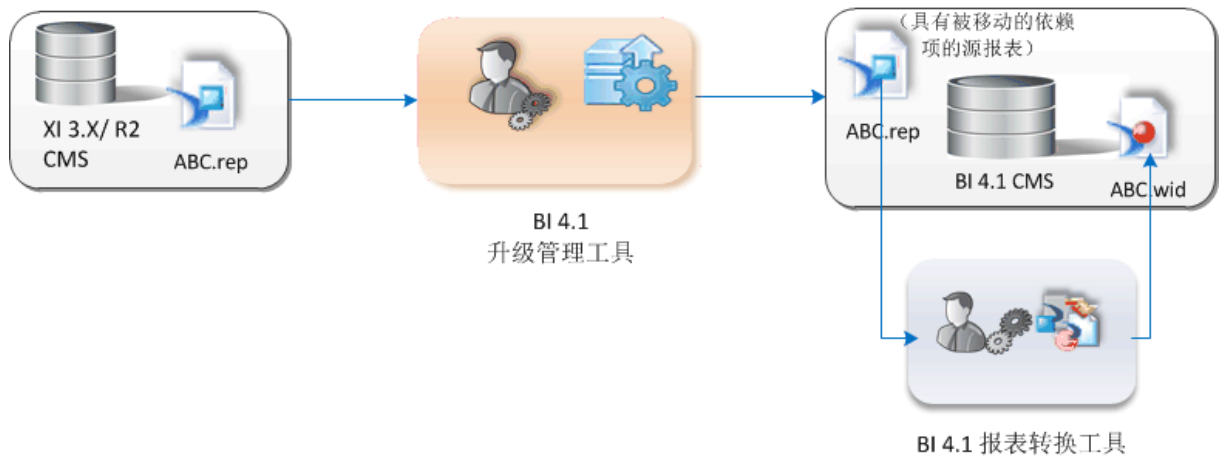 XI 3.X/ R2
CMS
ABC.rep
BI 4.1
升级管理工具
（具有被移动的依赖
项的源报表）
ABC.rep
BI 4.1 CMS
ABC.wid
BI 4.1 报表转换工具